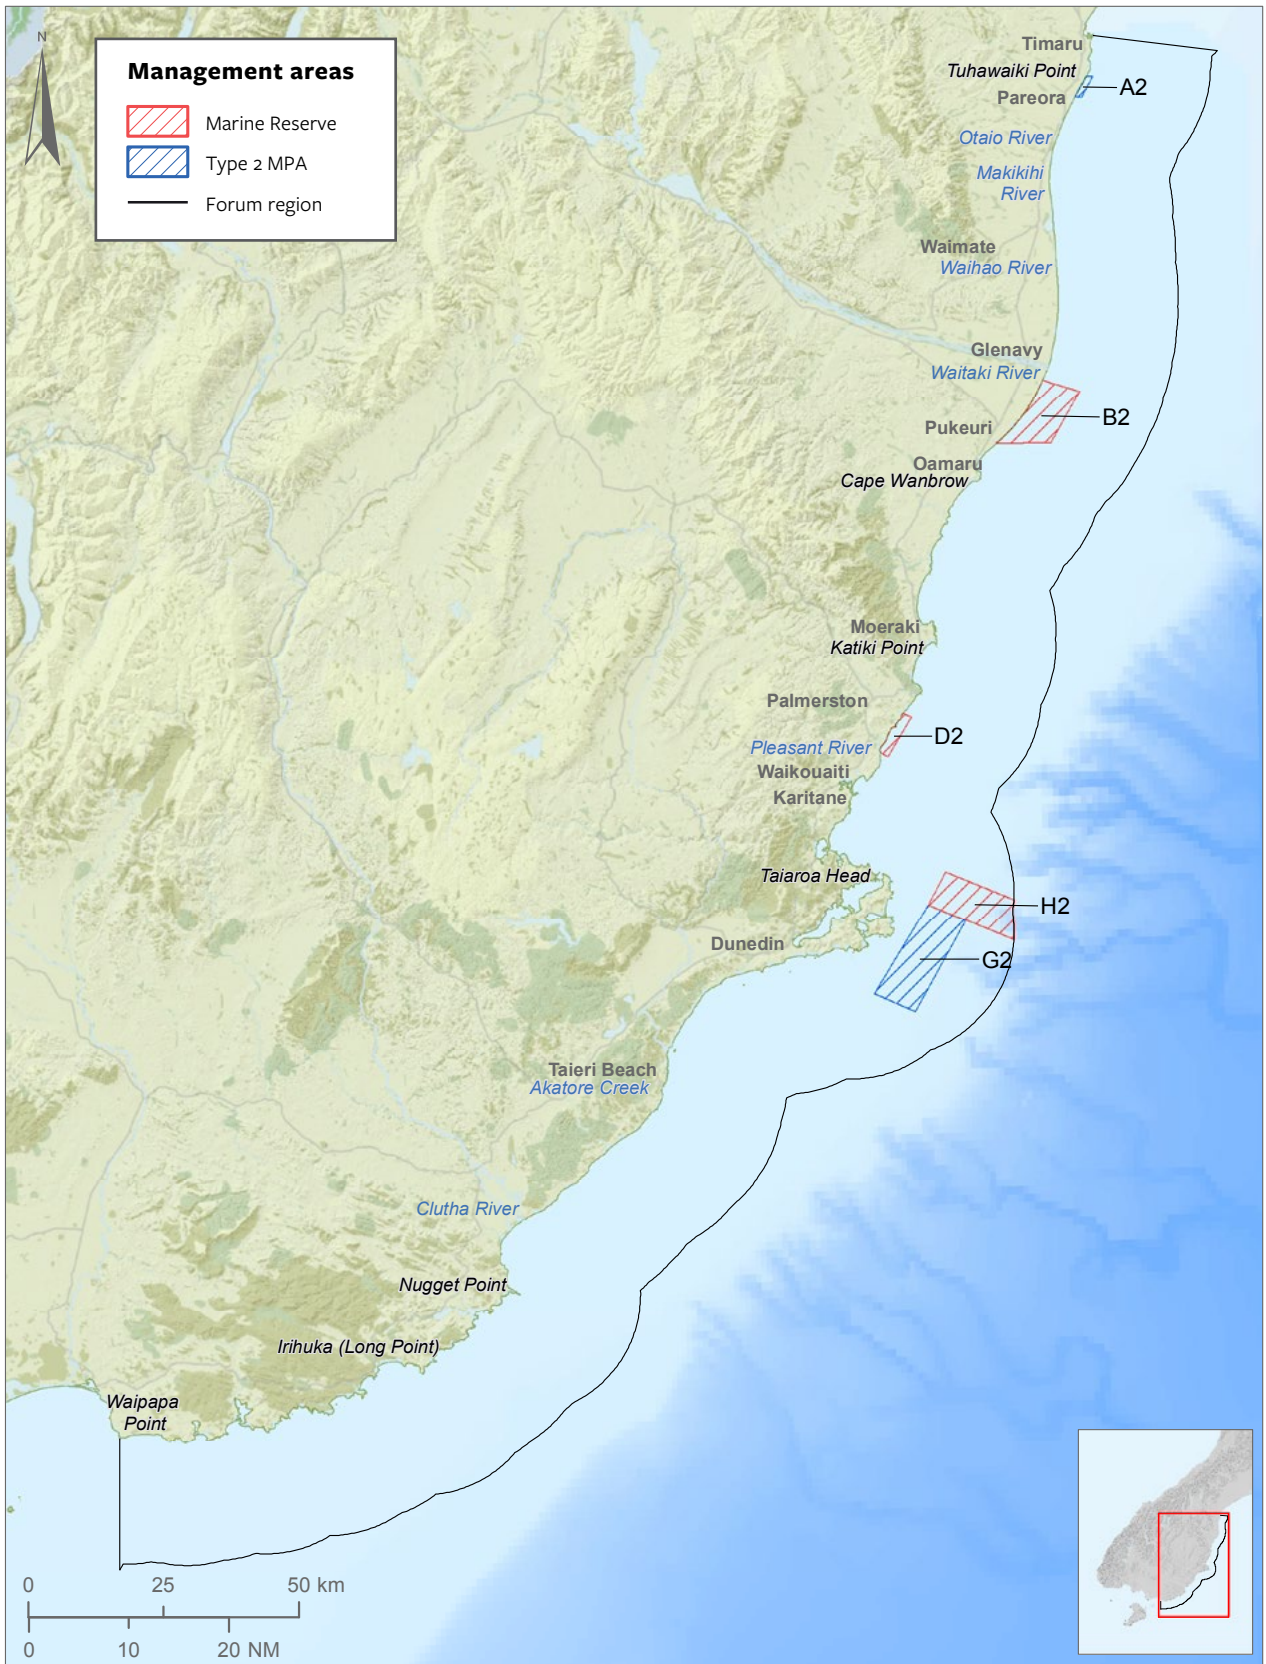 N
Management areas
Marine Reserve
Type 2 MPA
Forum region
Timaru
Tuhawaiki Point
A2
Pareora
Otaio River
Makikihi
River
Waimate
Waihao River
Glenavy
Waitaki River
B2
Pukeuri
Oamaru
Cape Wanbrow
Moeraki
Katiki Point
Palmerston
D2
Pleasant River
Waikouaiti
Karitane
Taiaroa Head
H2
Dunedin
G2
Taieri Beach
Akatore Creek
Clutha River
Nugget Point
Irihuka (Long Point)
Waipapa
Point
0 25 50 km
0 10 20 NM